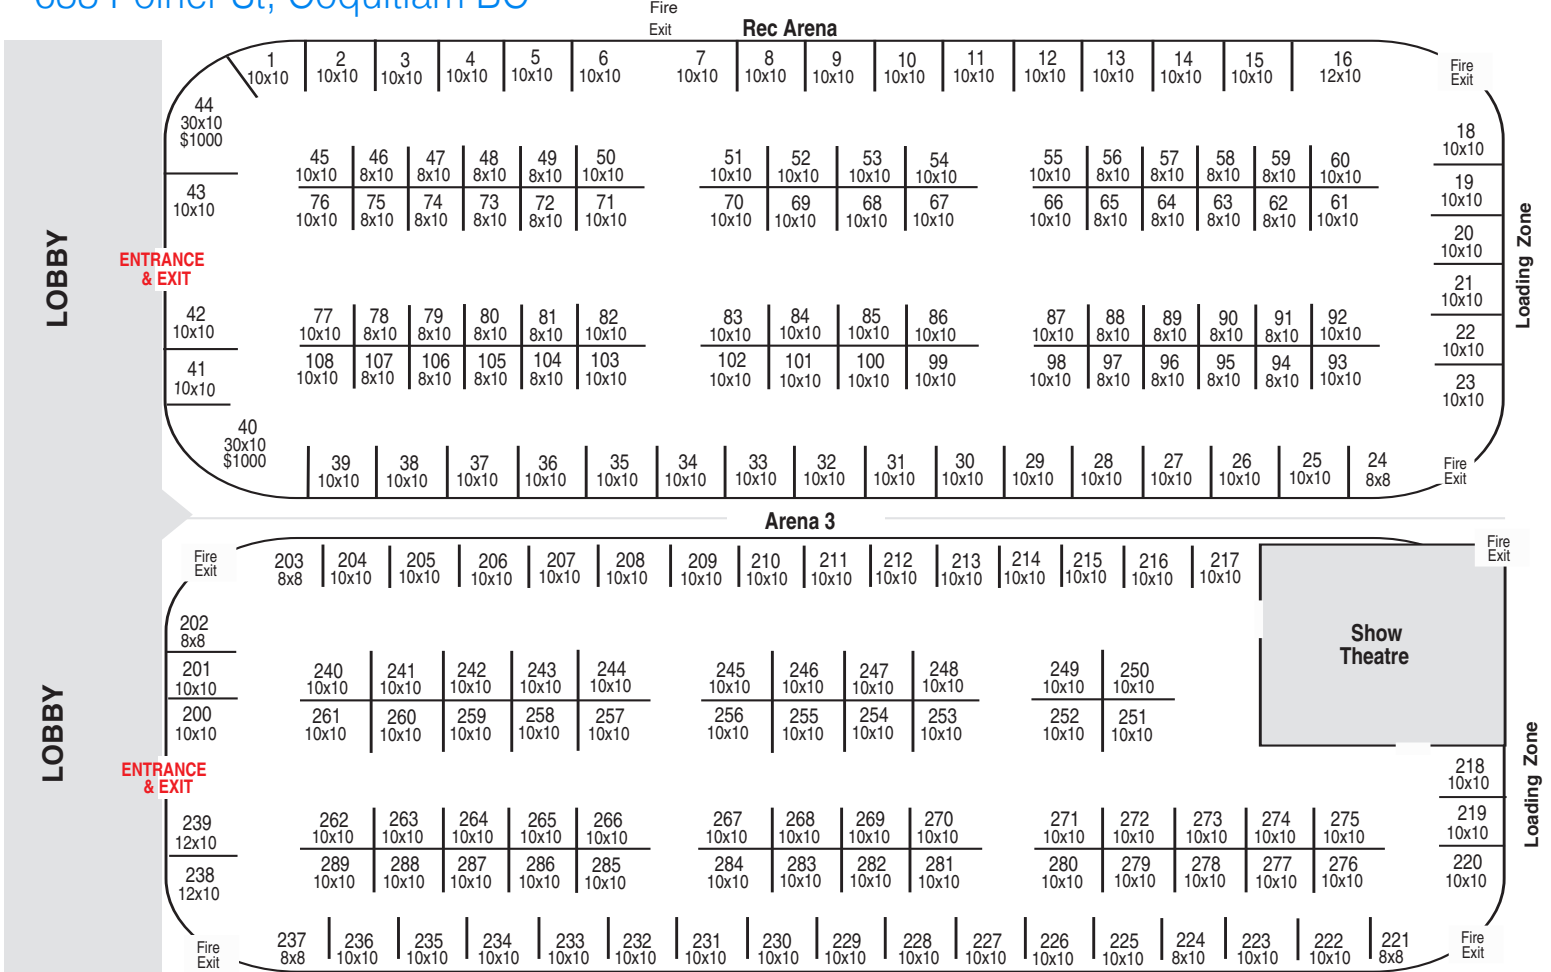 633 Poirier St, Coquitlam BC
Fire
Exit
Rec Arena
1 2 3 4 5 6 7 8 9 10 11 12 13 14 15 16
10x10 10x10 10x10 10x10 10x10 10x10 10x10 10x10 10x10 10x10 10x10 10x10 10x10 10x10 10x10 12x10
Fire
Exit
44
30x10
$1000
18
10x10
45 46 47 48 49 50 51 52 53 54 55 56 57 58 59 60
10x10 8x10 8x10 8x10 8x10 10x10 10x10 10x10 10x10 10x10 10x10 8x10 8x10 8x10 8x10 10x10
43
10x10
19
10x10
76 75 74 73 72 71 70 69 68 67 66 65 64 63 62 61
10x10 8x10 8x10 8x10 8x10 10x10 10x10 10x10 10x10 10x10 10x10 8x10 8x10 8x10 8x10 10x10
20
10x10
LOBBY
ENTRANCE
& EXIT
Loading Zone
21
10x10
42
10x10
77 78 79 80 81 82 83 84 85 86 87 88 89 90 91 92
10x10 8x10 8x10 8x10 8x10 10x10 10x10 10x10 10x10 10x10 10x10 8x10 8x10 8x10 8x10 10x10
22
10x10
41
10x10
108 107 106 105 104 103 102 101 100 99 98 97 96 95 94 93
10x10 8x10 8x10 8x10 8x10 10x10 10x10 10x10 10x10 10x10 10x10 8x10 8x10 8x10 8x10 10x10
23
10x10
40
30x10
$1000
39 38 37 36 35 34 33 32 31 30 29 28 27 26 25 24
10x10 10x10 10x10 10x10 10x10 10x10 10x10 10x10 10x10 10x10 10x10 10x10 10x10 10x10 10x10 8x8
Fire
Exit
Arena 3
Fire
Exit
203 204 205 206 207 208 209 210 211 212 213 214 215 216 217
8x8 10x10 10x10 10x10 10x10 10x10 10x10 10x10 10x10 10x10 10x10 10x10 10x10 10x10 10x10
Fire
Exit
202
8x8
Show
Theatre
201
10x10
240 241 242 243 244 245 246 247 248 249 250
10x10 10x10 10x10 10x10 10x10 10x10 10x10 10x10 10x10 10x10 10x10
200
10x10
261 260 259 258 257 256 255 254 253 252 251
10x10 10x10 10x10 10x10 10x10 10x10 10x10 10x10 10x10 10x10 10x10
LOBBY
ENTRANCE
& EXIT
Loading Zone
218
10x10
239
12x10
262 263 264 265 266 267 268 269 270 271 272 273 274 275
10x10 10x10 10x10 10x10 10x10 10x10 10x10 10x10 10x10 10x10 10x10 10x10 10x10 10x10
219
10x10
238
12x10
289 288 287 286 285 284 283 282 281 280 279 278 277 276
10x10 10x10 10x10 10x10 10x10 10x10 10x10 10x10 10x10 10x10 10x10 10x10 10x10 10x10
220
10x10
Fire
Exit
237 236 235 234 233 232 231 230 229 228 227 226 225 224 223 222 221
8x8 10x10 10x10 10x10 10x10 10x10 10x10 10x10 10x10 10x10 10x10 10x10 10x10 8x10 10x10 10x10 8x8
Fire
Exit